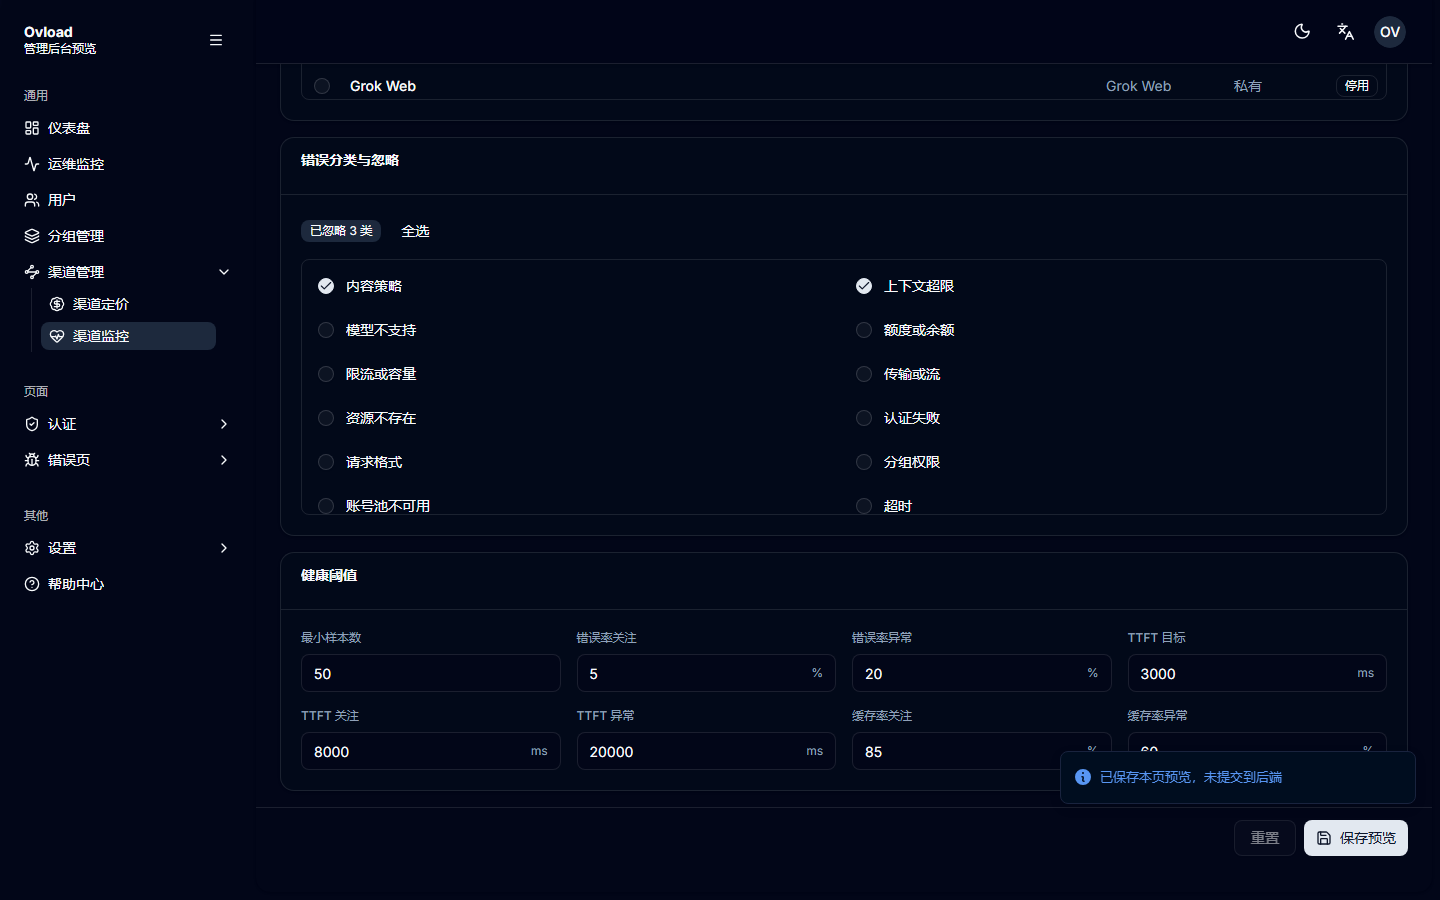 Ovload
管理后台预览
OV
通用
仪表盘
运维监控
用户
分组管理
渠道管理
渠道定价
渠道监控
页面
认证
错误页
其他
设置
帮助中心
Grok Web Grok Web 私有 停用
错误分类与忽略
已忽略 3 类 全选
内容策略 上下文超限
模型不支持 额度或余额
限流或容量 传输或流
资源不存在 认证失败
请求格式 分组权限
账号池不可用 超时
健康阈值
最小样本数 错误率关注 错误率异常 TTFT 目标
50 5 % 20 % 3000 ms
TTFT 关注 TTFT 异常 缓存率关注 缓存率异常
8000 ms 20000 ms 85 % 60 %
已保存本页预览，未提交到后端
重置 保存预览